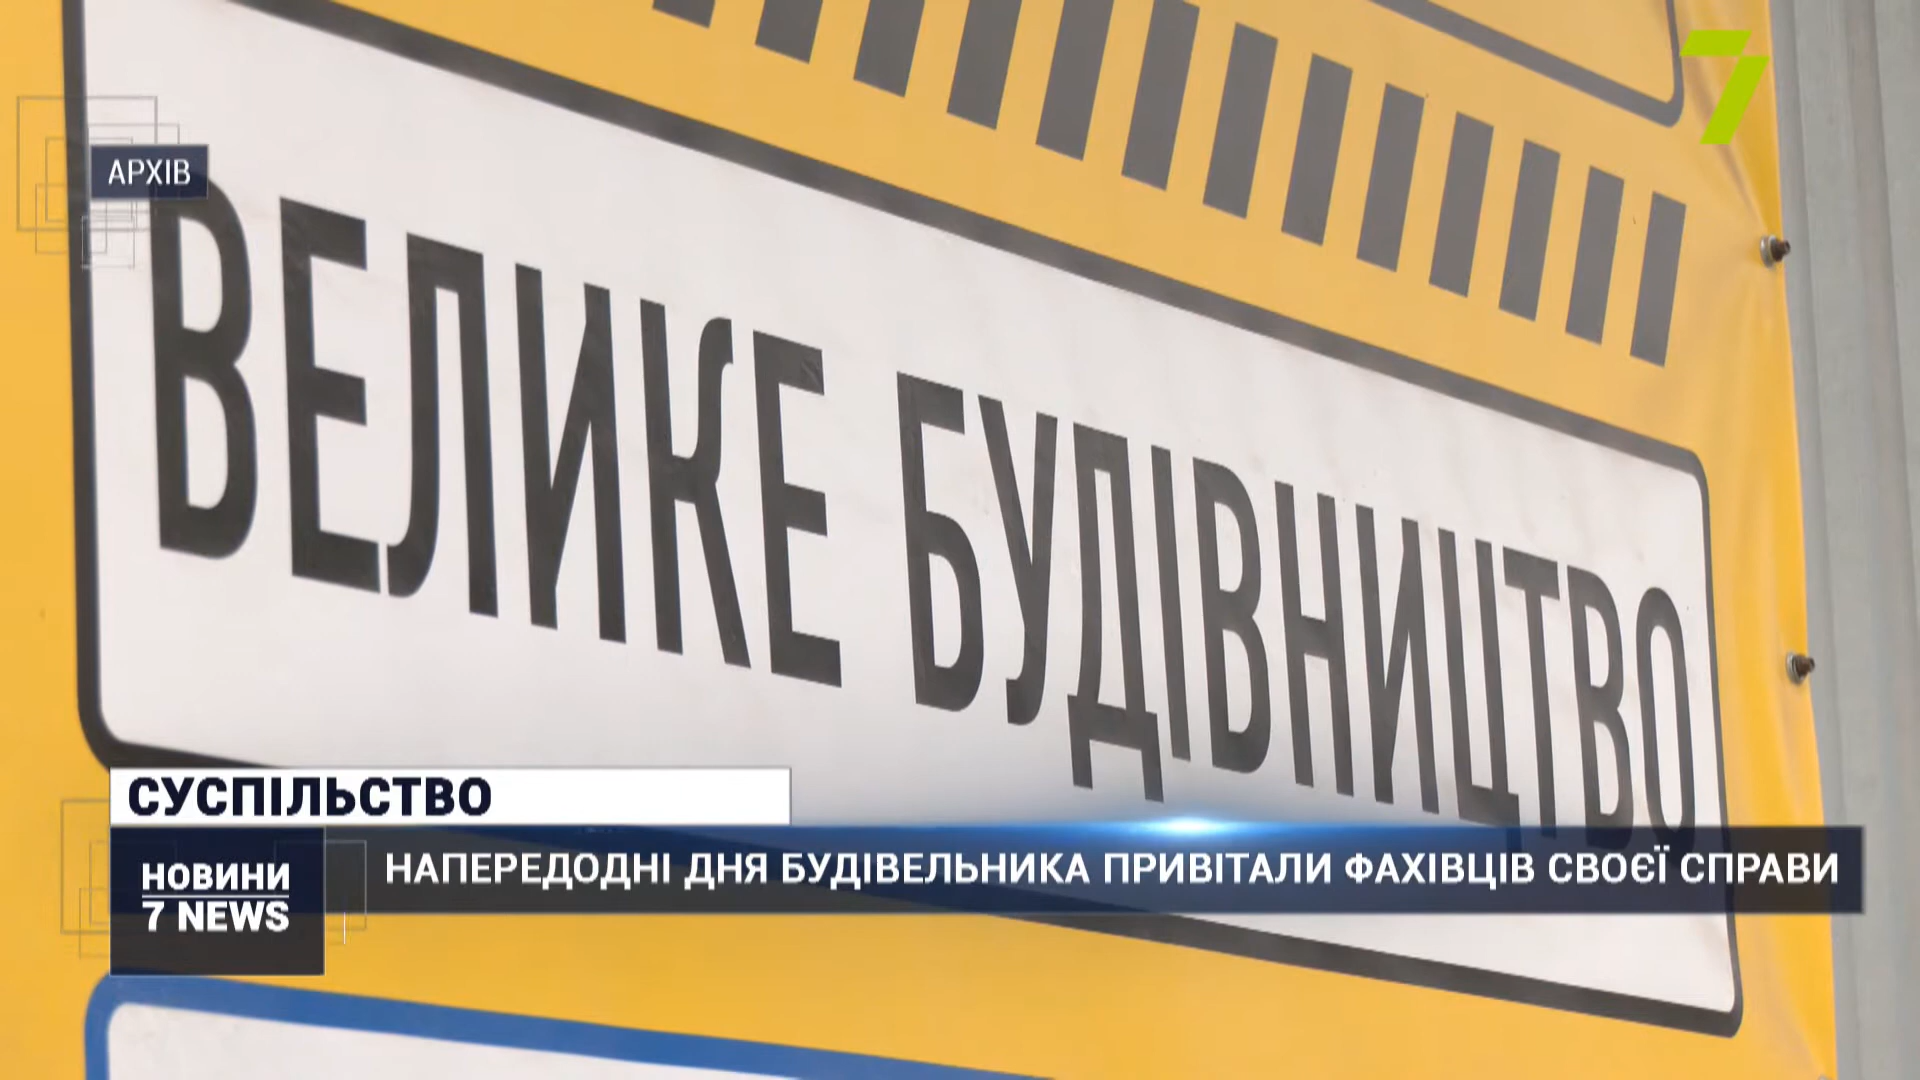 7
АРХІВ
ВЕЛИКЕ БУДІВНИЦТВО
СУСПІЛЬСТВО
НОВИНИ
7 NEWS
НАПЕРЕДОДНІ ДНЯ БУДІВЕЛЬНИКА ПРИВІТАЛИ ФАХІВЦІВ СВОЄЇ СПРАВИ